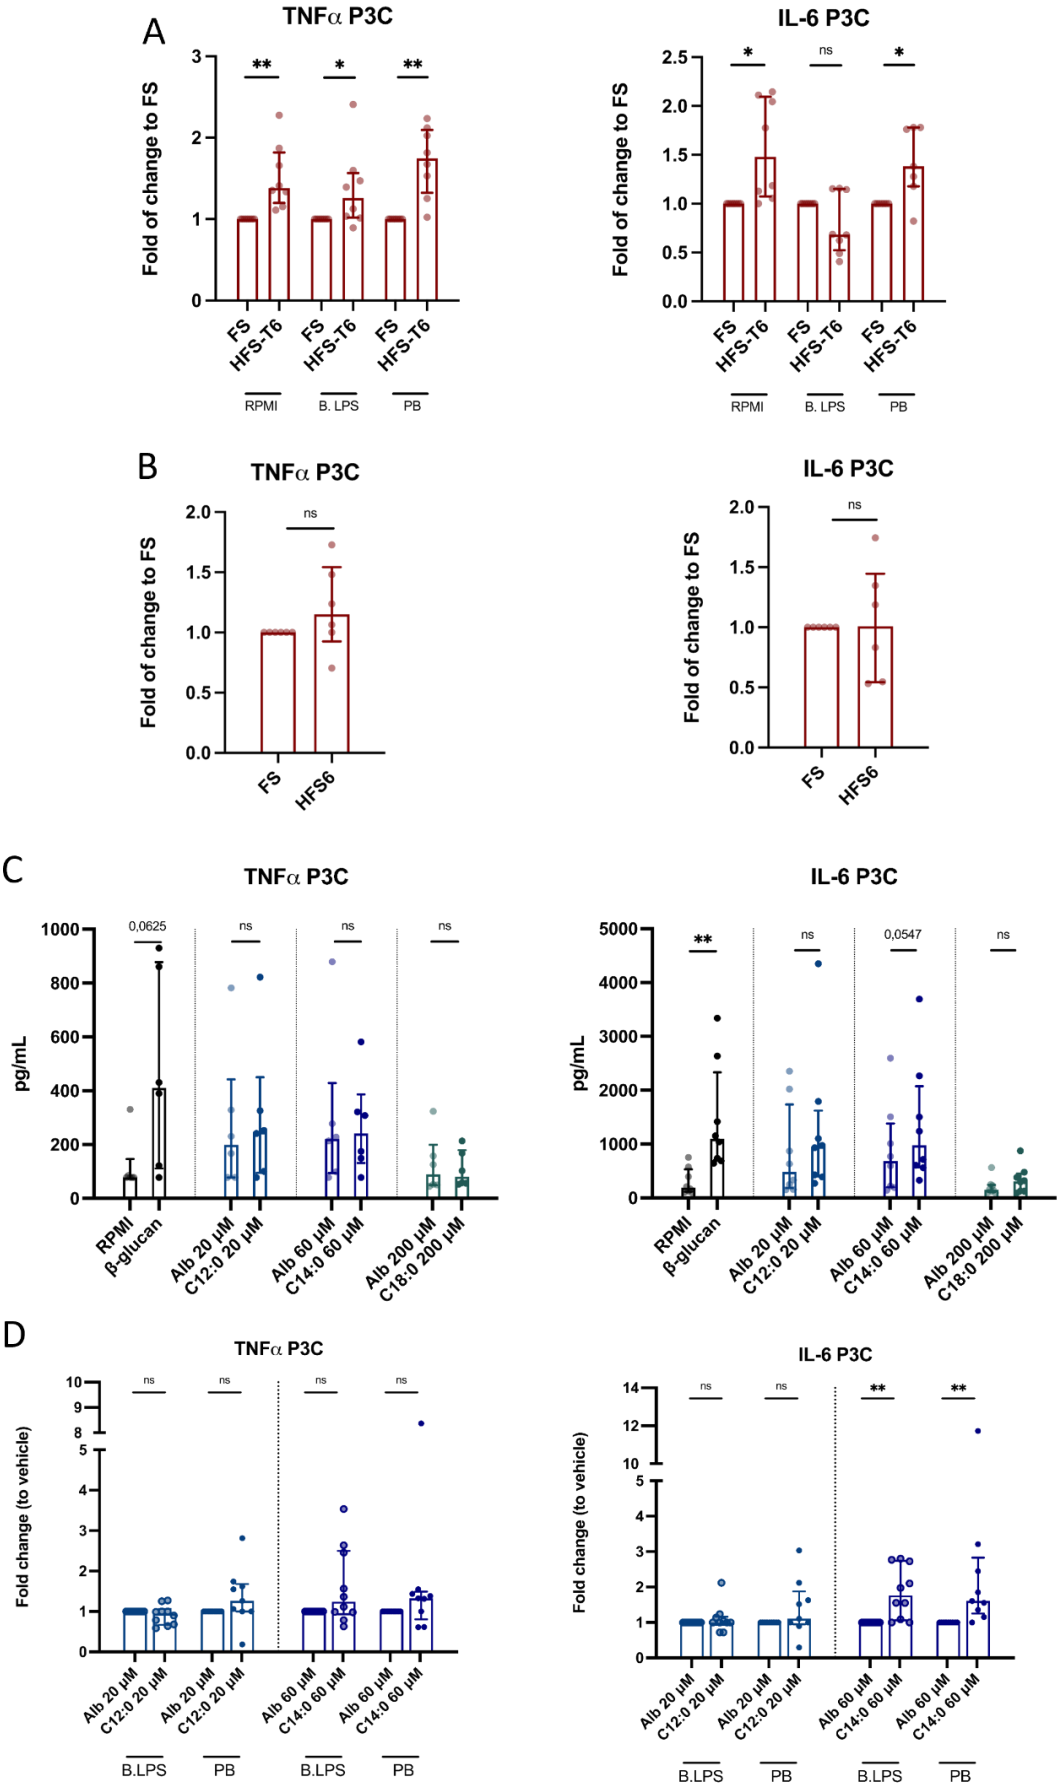 A
TNFα P3C
Fold of change to FS
3
2
1
0
** * **
FS HFS-T6 FS HFS-T6 FS HFS-T6
RPMI B. LPS PB
IL-6 P3C
Fold of change to FS
2.5
2.0
1.5
1.0
0.5
0.0
* ns *
FS HFS-T6 FS HFS-T6 FS HFS-T6
RPMI B. LPS PB
B
TNFα P3C
Fold of change to FS
2.0
1.5
1.0
0.5
0.0
ns
FS HFS6
IL-6 P3C
Fold of change to FS
2.0
1.5
1.0
0.5
0.0
ns
FS HFS6
C
TNFα P3C
pg/mL
1000
800
600
400
200
0
0,0625 ns ns ns
RPMI β-glucan Alb 20 µM C12:0 20 µM Alb 60 µM C14:0 60 µM Alb 200 µM C18:0 200 µM
IL-6 P3C
pg/mL
5000
4000
3000
2000
1000
0
** ns 0,0547 ns
RPMI β-glucan Alb 20 µM C12:0 20 µM Alb 60 µM C14:0 60 µM Alb 200 µM C18:0 200 µM
D
TNFα P3C
Fold change (to vehicle)
10
9
8
5
4
3
2
1
0
ns ns ns ns
Alb 20 µM C12:0 20 µM Alb 20 µM C12:0 20 µM Alb 60 µM C14:0 60 µM Alb 60 µM C14:0 60 µM
B.LPS PB B.LPS PB
IL-6 P3C
Fold change (to vehicle)
14
12
10
5
4
3
2
1
0
ns ns ** **
Alb 20 µM C12:0 20 µM Alb 20 µM C12:0 20 µM Alb 60 µM C14:0 60 µM Alb 60 µM C14:0 60 µM
B.LPS PB B.LPS PB